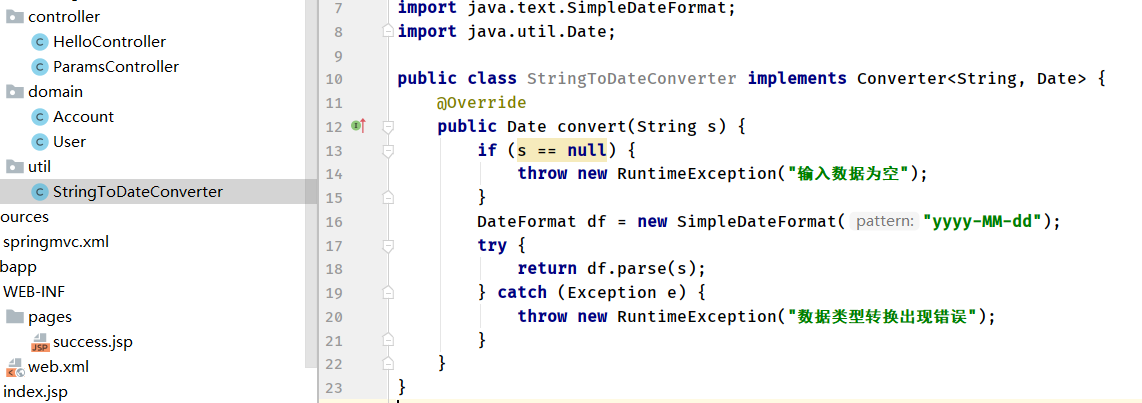 controller
HelloController
ParamsController
domain
Account
User
util
StringToDateConverter
ources
springmvc.xml
bapp
WEB-INF
pages
success.jsp
web.xml
index.jsp
7 import java.text.SimpleDateFormat;
8 import java.util.Date;
9
10 public class StringToDateConverter implements Converter<String, Date> {
11 @Override
12 public Date convert(String s) {
13 if (s == null) {
14 throw new RuntimeException("输入数据为空");
15 }
16 DateFormat df = new SimpleDateFormat( pattern: "yyyy-MM-dd");
17 try {
18 return df.parse(s);
19 } catch (Exception e) {
20 throw new RuntimeException("数据类型转换出现错误");
21 }
22 }
23 }